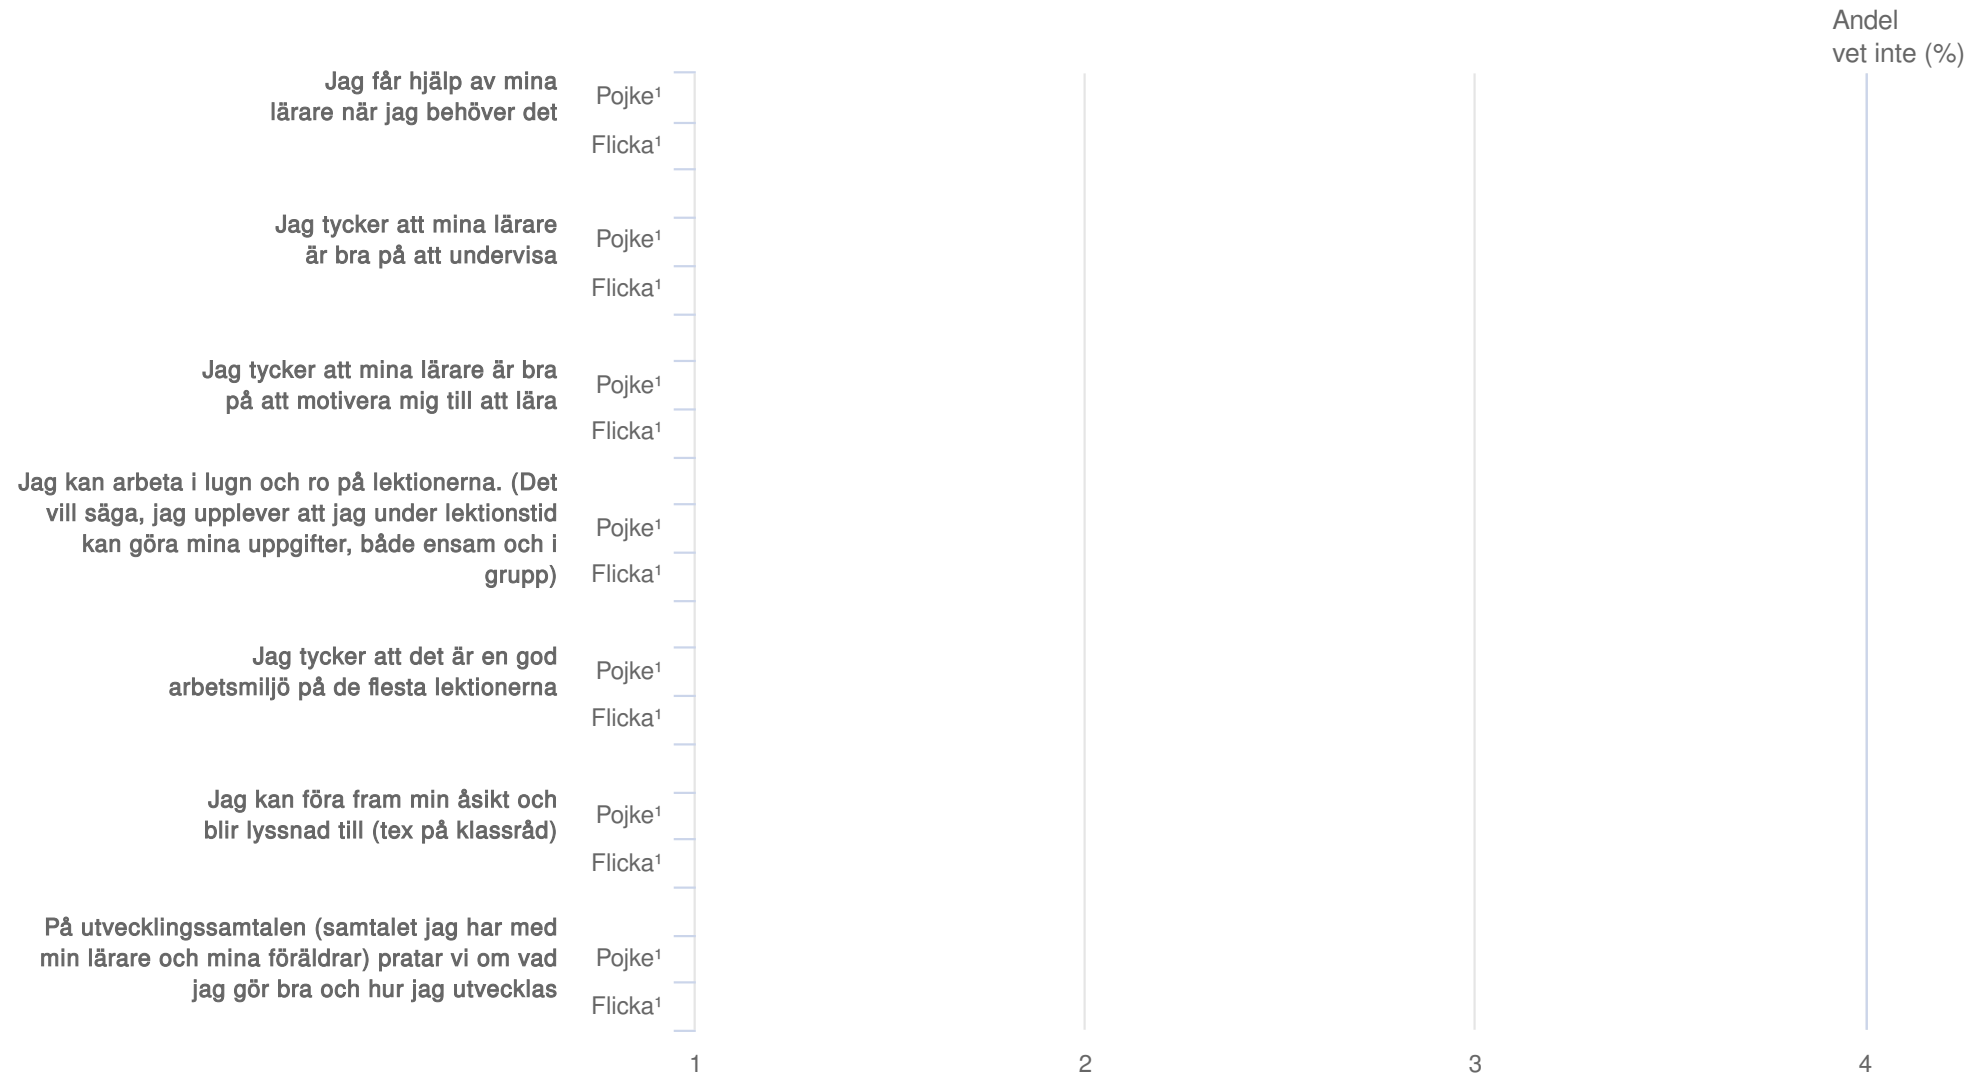 Andel
vet inte (%)
Jag får hjälp av mina
lärare när jag behöver det
Pojke¹
Flicka¹
Jag tycker att mina lärare
är bra på att undervisa
Pojke¹
Flicka¹
Jag tycker att mina lärare är bra
på att motivera mig till att lära
Pojke¹
Flicka¹
Jag kan arbeta i lugn och ro på lektionerna. (Det
vill säga, jag upplever att jag under lektionstid
kan göra mina uppgifter, både ensam och i
grupp)
Pojke¹
Flicka¹
Jag tycker att det är en god
arbetsmiljö på de flesta lektionerna
Pojke¹
Flicka¹
Jag kan föra fram min åsikt och
blir lyssnad till (tex på klassråd)
Pojke¹
Flicka¹
På utvecklingssamtalen (samtalet jag har med
min lärare och mina föräldrar) pratar vi om vad
jag gör bra och hur jag utvecklas
Pojke¹
Flicka¹
1 2 3 4